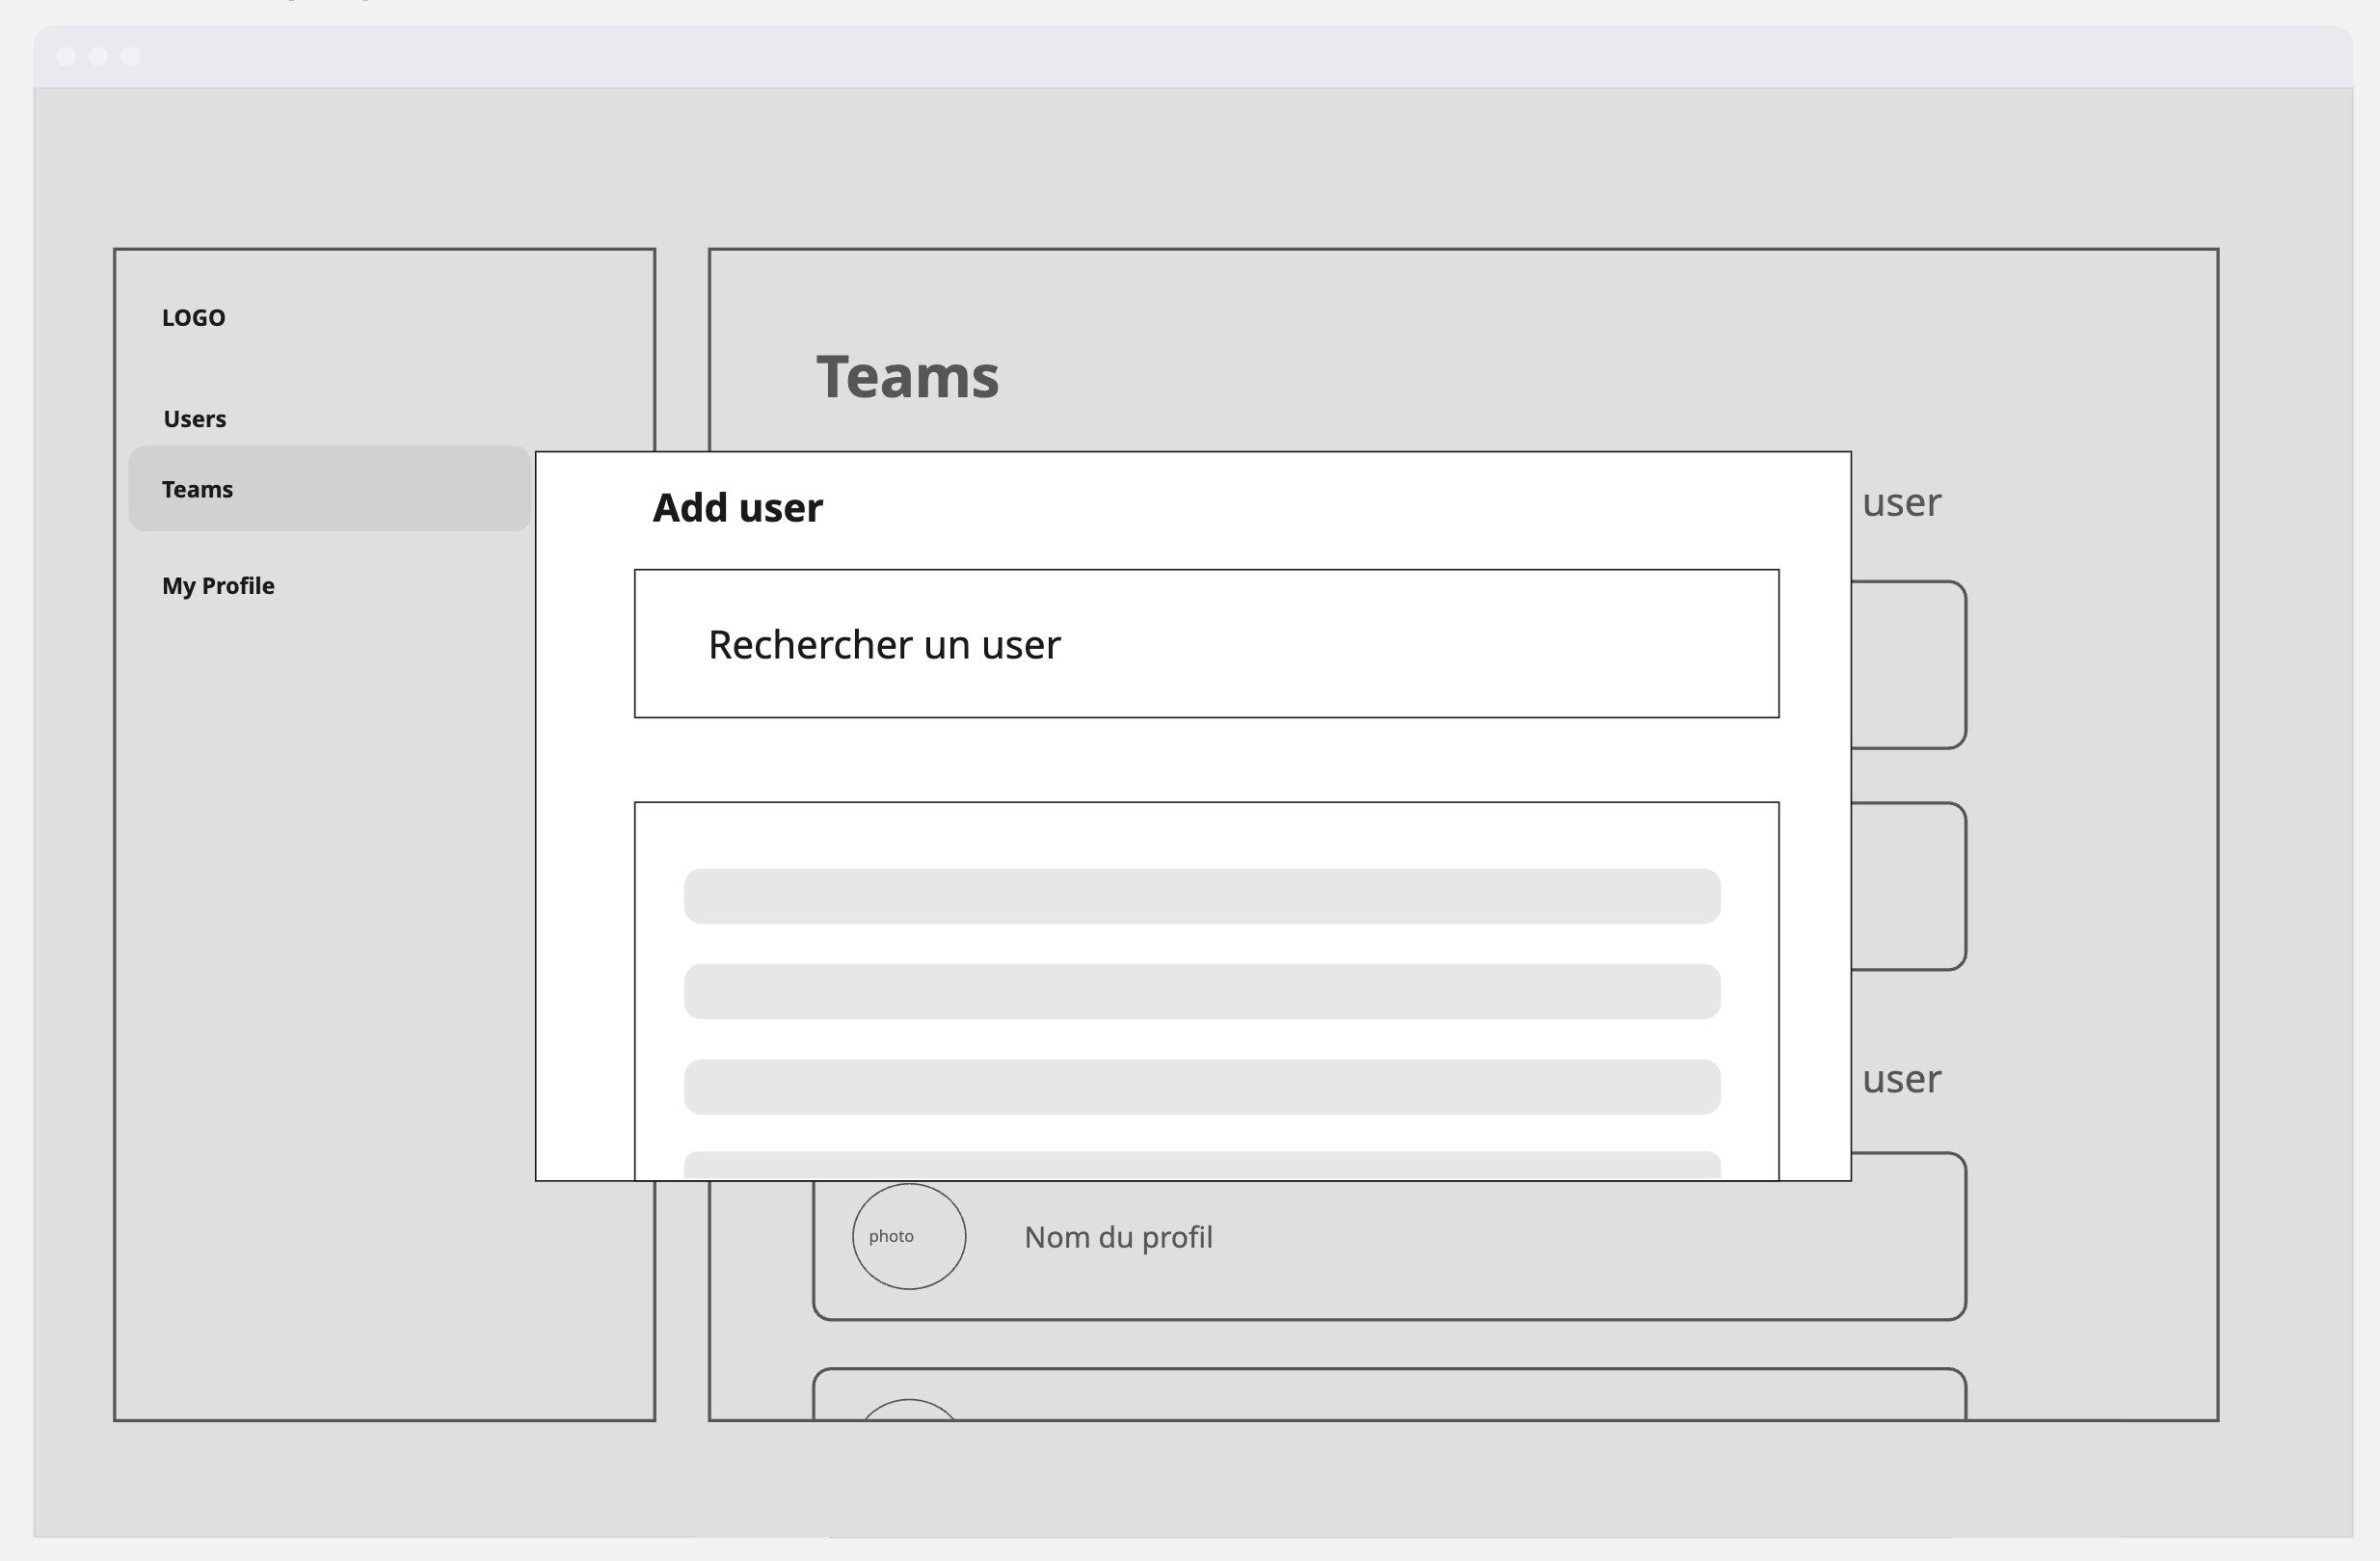 LOGO
Users
Teams
My Profile
Teams
user
Add user
Rechercher un user
user
photo
Nom du profil